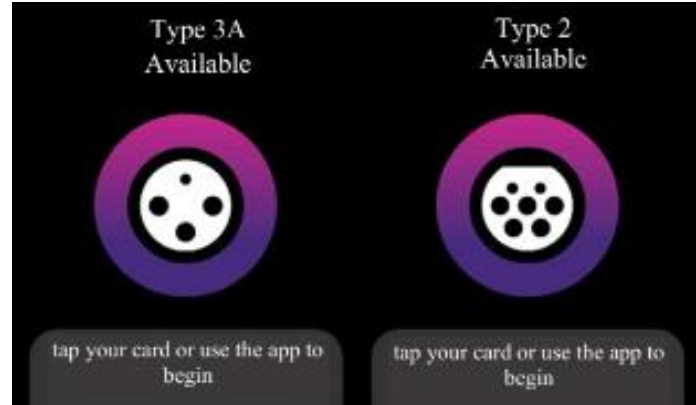 Type 3A
Available
Type 2
Available
tap your card or use the app to
begin
tap your card or use the app to
begin